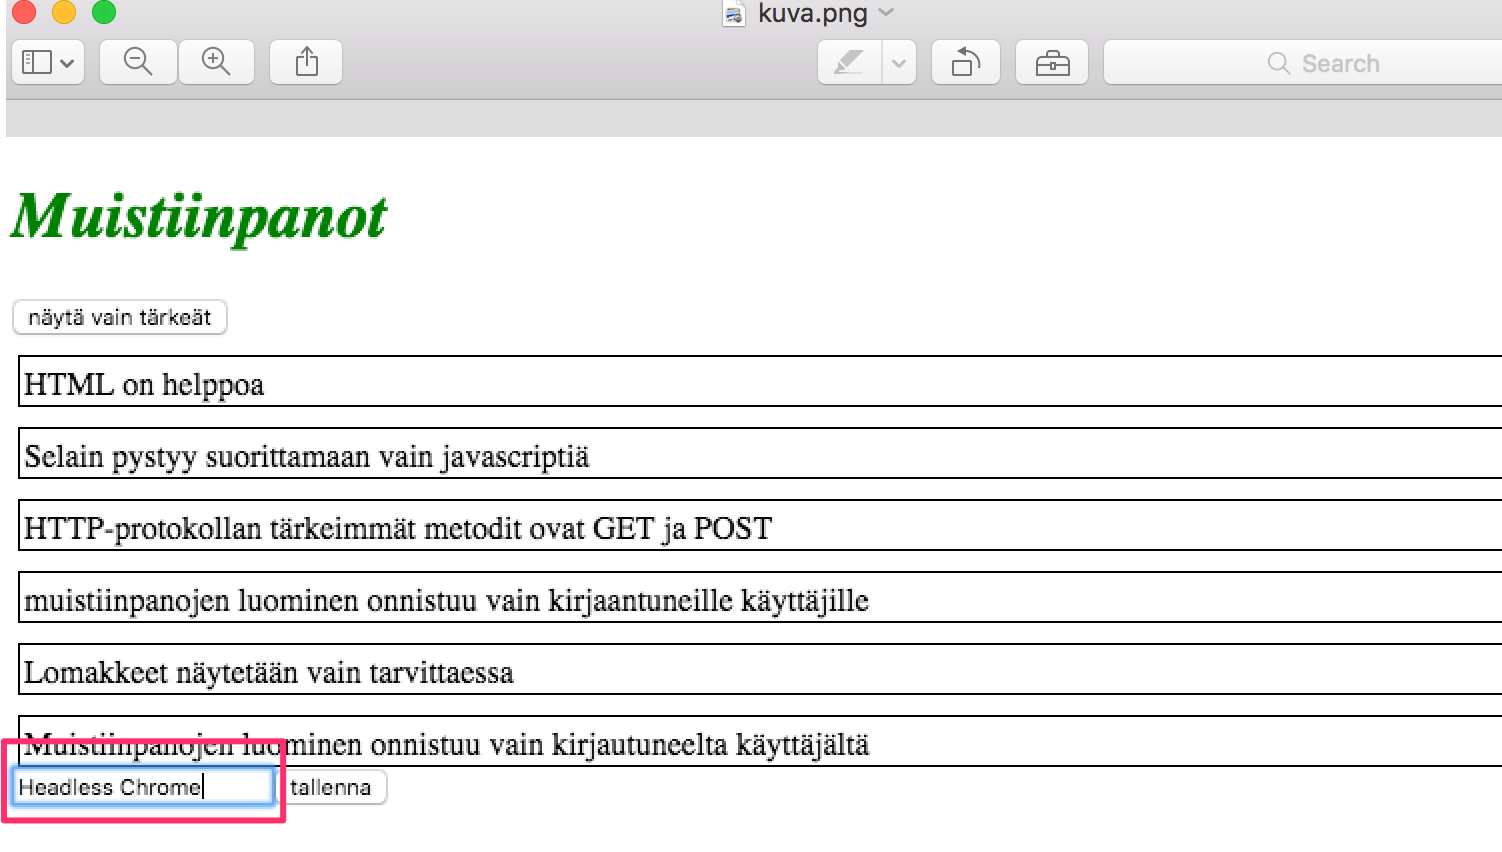 kuva.png
Search
Muistiinpanot
näytä vain tärkeät
HTML on helppoa
Selain pystyy suorittamaan vain javascriptiä
HTTP-protokollan tärkeimmät metodit ovat GET ja POST
muistiinpanojen luominen onnistuu vain kirjaantuneille käyttäjille
Lomakkeet näytetään vain tarvittaessa
Muistiinpanojen luominen onnistuu vain kirjautuneelta käyttäjältä
Headless Chrome tallenna